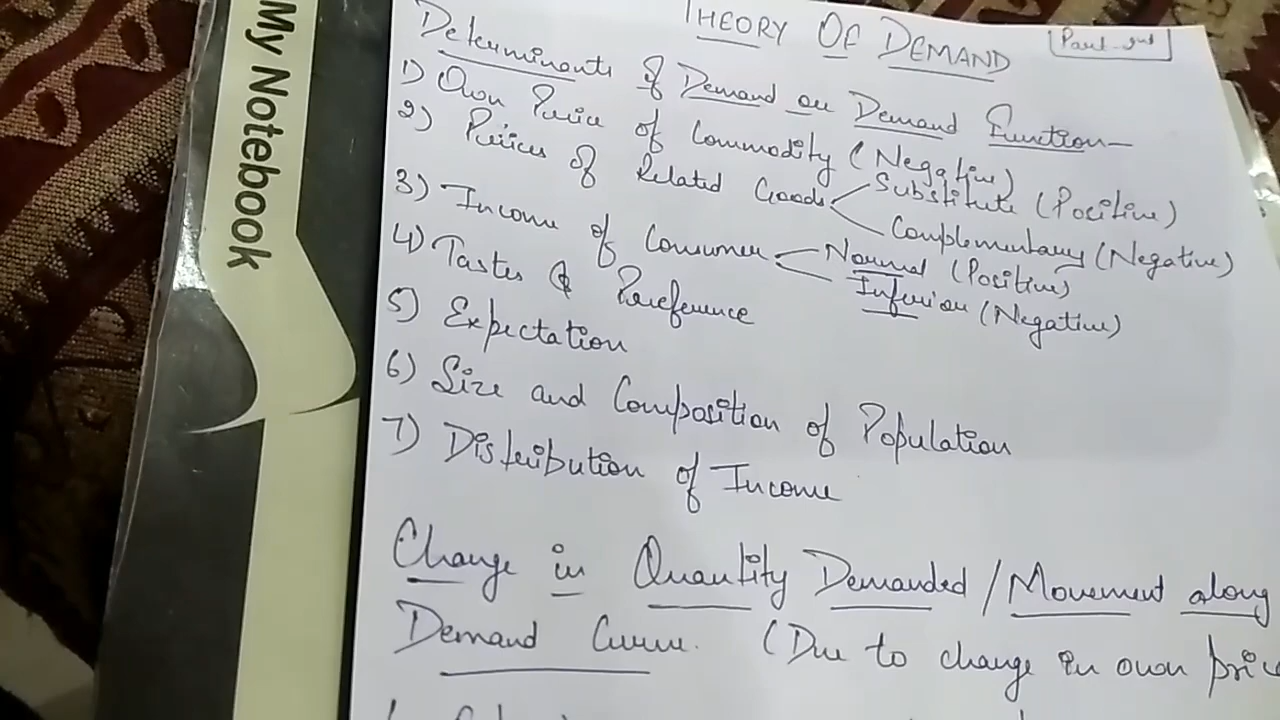 My Notebook
THEORY OF DEMAND
Determinants of Demand or Demand Function
1) Own Price of Commodity (Negative)
2) Prices of Related Goods Substitute (Positive)
Complementary (Negative)
3) Income of Consumer Normal (Positive)
Inferior (Negative)
4) Tastes & Preference
5) Expectation
6) Size and Composition of Population
7) Distribution of Income
Change in Quantity Demanded / Movement along
Demand Curve. (Due to change in own pric